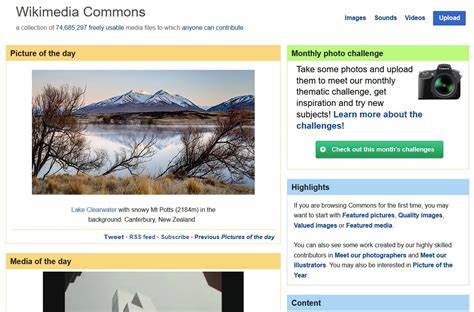 Wikimedia Commons
a collection of 74,685,297 freely usable media files to which anyone can contribute
Images Sounds Videos Upload
Picture of the day
Lake Clearwater with snowy Mt Potts (2184m) in the
background. Canterbury, New Zealand
Tweet - RSS feed - Subscribe - Previous Pictures of the day
Media of the day
Monthly photo challenge
Take some photos and upload
them to meet our monthly
thematic challenge, get
inspiration and try new
subjects! Learn more about the
challenges!
Check out this month's challenges
Highlights
If you are browsing Commons for the first time, you may
want to start with Featured pictures, Quality images,
Valued images or Featured media.
You can also see some work created by our highly skilled
contributors in Meet our photographers and Meet our
illustrators. You may also be interested in Picture of the
Year.
Content